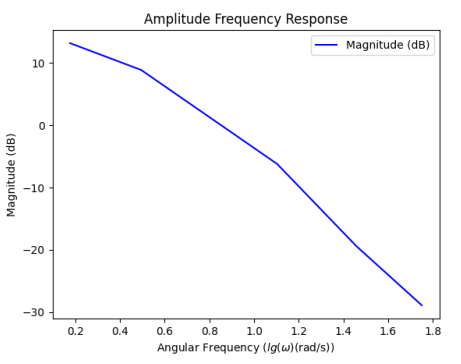 Amplitude Frequency Response
Magnitude (dB)
10
0
−10
−20
−30
Magnitude (dB)
0.2 0.4 0.6 0.8 1.0 1.2 1.4 1.6 1.8
Angular Frequency (lg(ω)(rad/s))